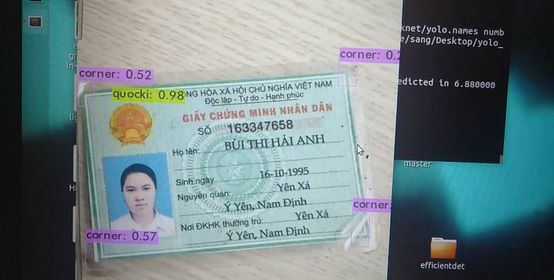 knet/yolo.names numb
e/sang/Desktop/yolo_
edicted in 6.880000
corner: 0.52
corner: 0.2
quocki: 0.98
NG HÒA XÃ HỘI CHỦ NGHĨA VIỆT NAM
Độc lập - Tự do - Hạnh phúc
GIẤY CHỨNG MINH NHÂN DÂN
SỐ 163347658
Họ tên: BÙI THỊ HẢI ANH
Sinh ngày 16-10-1995
Nguyên quán: Yên Xá
Ý Yên, Nam Định
Nơi ĐKHK thường trú: Yên Xá
Ý Yên, Nam Định
corner: 0.57
corner: 0.
master
efficientdet